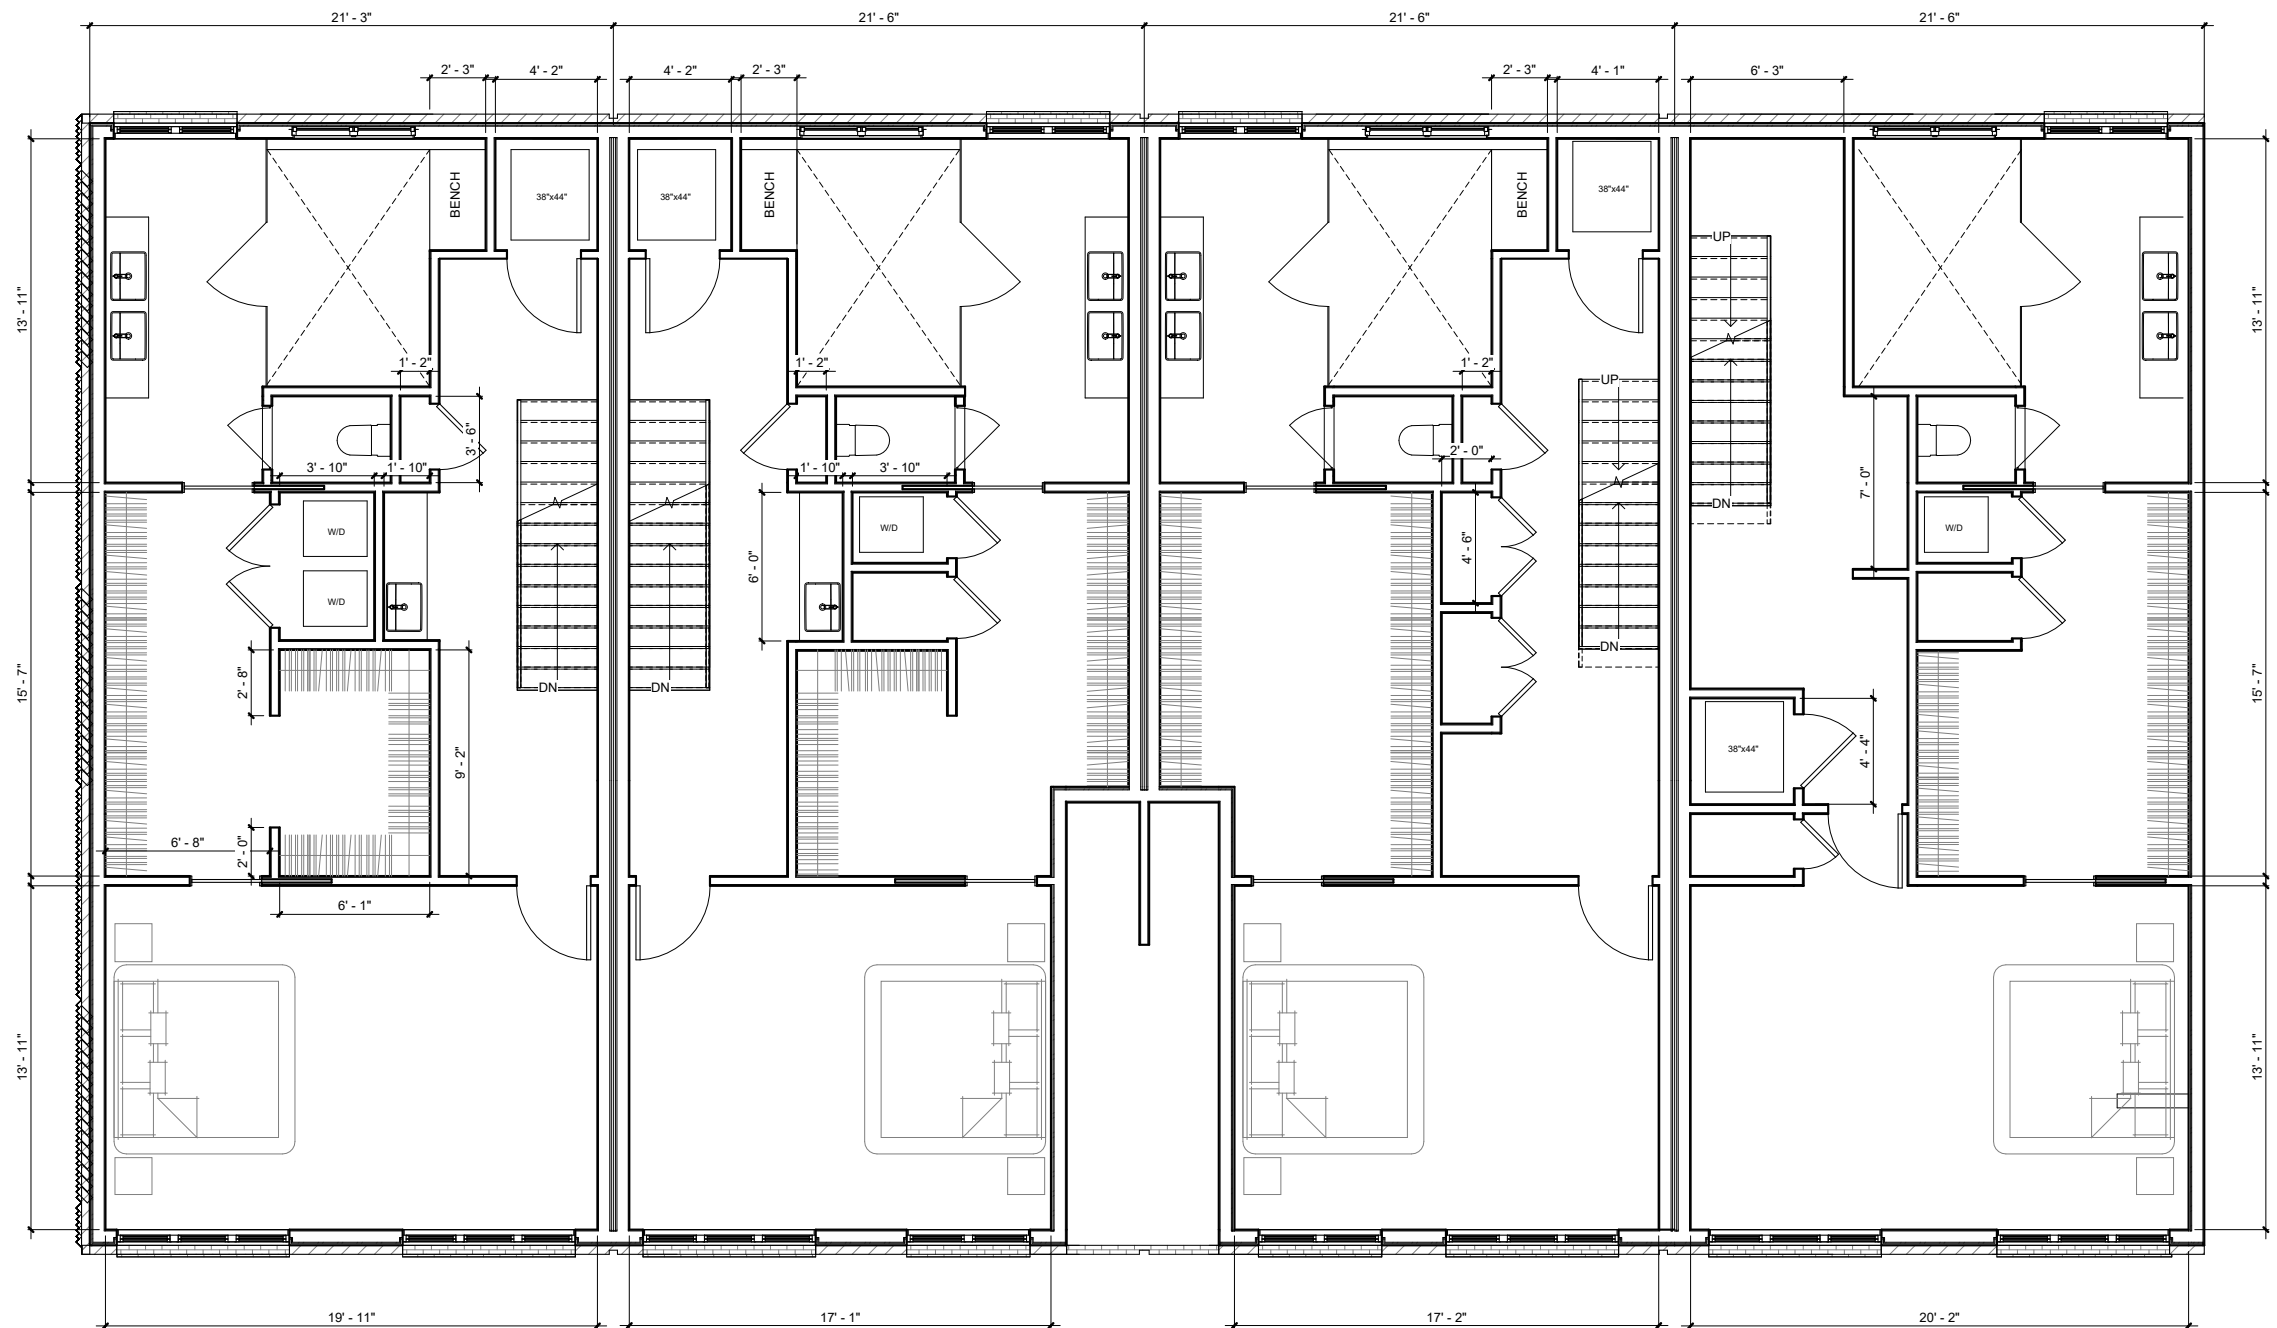 21' - 3"
21' - 6"
21' - 6"
21' - 6"
2' - 3"
4' - 2"
4' - 2"
2' - 3"
2' - 3"
4' - 1"
6' - 3"
BENCH
38"x44"
38"x44"
BENCH
BENCH
38"x44"
UP
13' - 11"
13' - 11"
1' - 2"
1' - 2"
1' - 2"
UP
3' - 6"
2' - 0"
3' - 10"
1' - 10"
1' - 10"
3' - 10"
7' - 0"
DN
W/D
W/D
W/D
4' - 6"
6' - 0"
W/D
DN
15' - 7"
2' - 8"
DN
DN
15' - 7"
9' - 2"
38"x44"
4' - 4"
6' - 8"
2' - 0"
6' - 1"
13' - 11"
13' - 11"
19' - 11"
17' - 1"
17' - 2"
20' - 2"